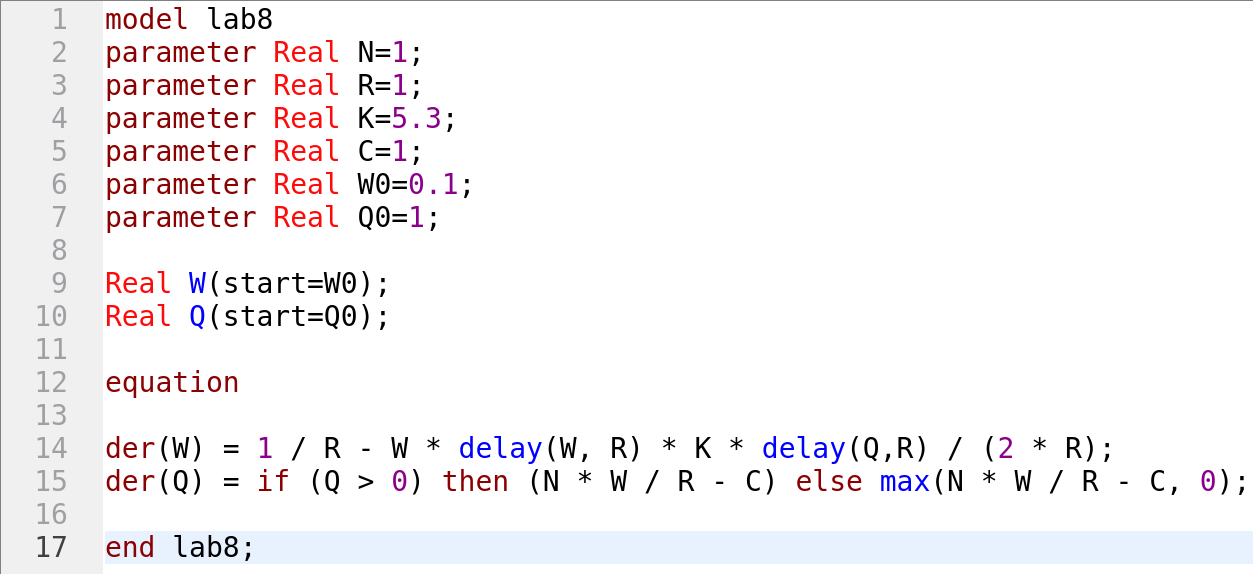 1 model lab8
2 parameter Real N=1;
3 parameter Real R=1;
4 parameter Real K=5.3;
5 parameter Real C=1;
6 parameter Real W0=0.1;
7 parameter Real Q0=1;
8
9 Real W(start=W0);
10 Real Q(start=Q0);
11
12 equation
13
14 der(W) = 1 / R - W * delay(W, R) * K * delay(Q,R) / (2 * R);
15 der(Q) = if (Q > 0) then (N * W / R - C) else max(N * W / R - C, 0);
16
17 end lab8;